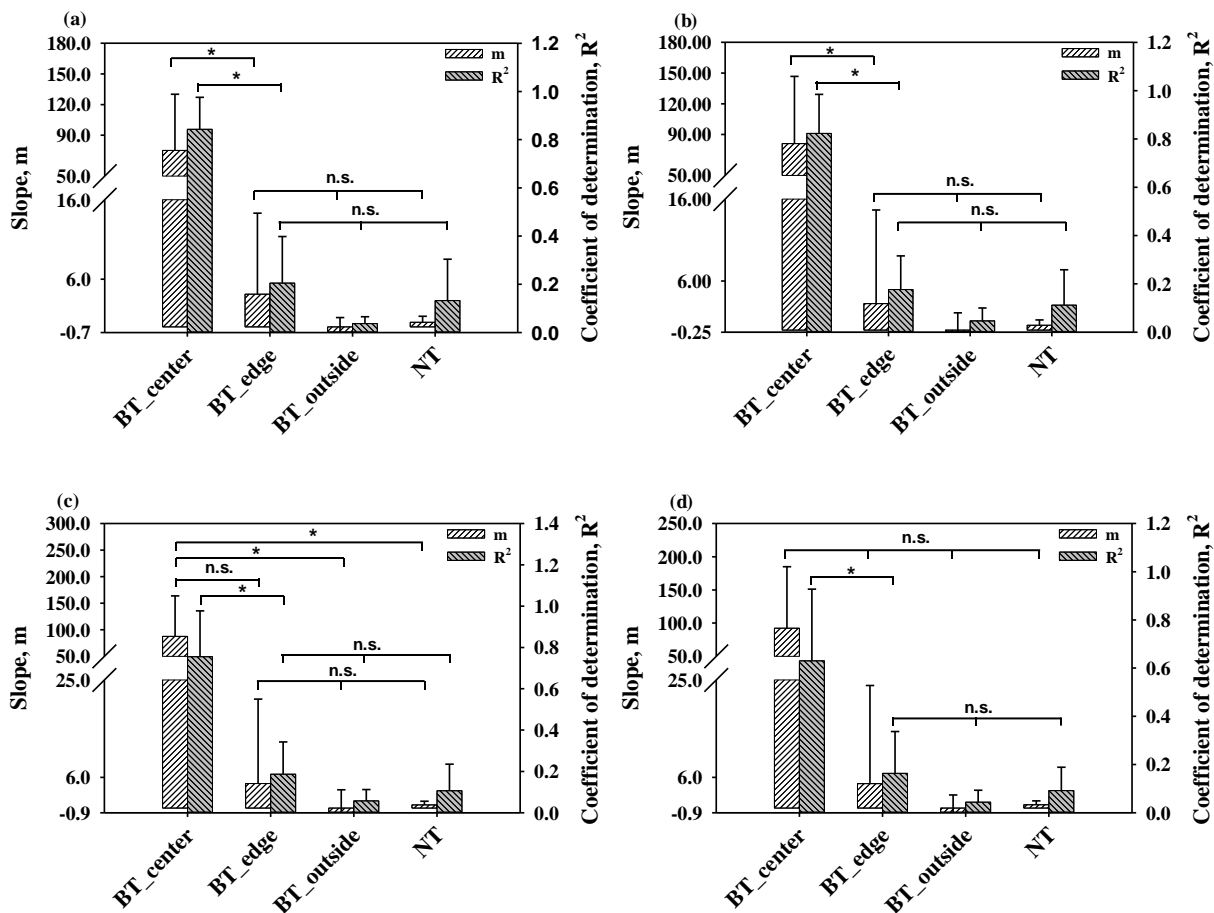 (a)
180.0
150.0
120.0
90.0
50.0
16.0
6.0
-0.7
Slope, m
1.2
1.0
0.8
0.6
0.4
0.2
0.0
Coefficient of determination, R²
m
R²
*
*
n.s.
n.s.
BT_center
BT_edge
BT_outside
NT
(b)
180.00
150.00
120.00
90.00
50.00
16.00
6.00
-0.25
Slope, m
1.2
1.0
0.8
0.6
0.4
0.2
0.0
Coefficient of determination, R²
m
R²
*
*
n.s.
n.s.
BT_center
BT_edge
BT_outside
NT
(c)
300.0
250.0
200.0
150.0
100.0
50.0
25.0
6.0
-0.9
Slope, m
1.4
1.2
1.0
0.8
0.6
0.4
0.2
0.0
Coefficient of determination, R²
m
R²
*
*
n.s.
*
n.s.
n.s.
BT_center
BT_edge
BT_outside
NT
(d)
250.0
200.0
150.0
100.0
50.0
25.0
6.0
-0.9
Slope, m
1.2
1.0
0.8
0.6
0.4
0.2
0.0
Coefficient of determination, R²
m
R²
n.s.
*
n.s.
BT_center
BT_edge
BT_outside
NT